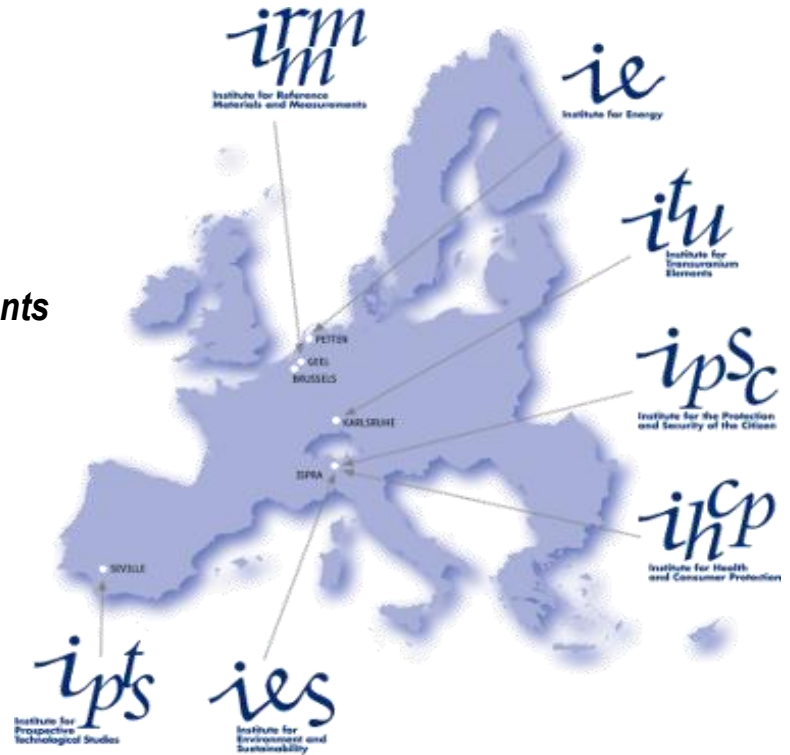 irmm
Institute for Reference
Materials and Measurements
ie
Institute for Energy
itu
Institute for
Transuranium
Elements
nts
PETTEN
GEEL
BRUSSELS
ipsc
Institute for the Protection
and Security of the Citizen
KARLSRUHE
ISPRA
ihcp
Institute for Health
and Consumer Protection
SEVILLE
ipts
Institute for
Prospective
Technological Studies
ies
Institute for
Environment and
Sustainability